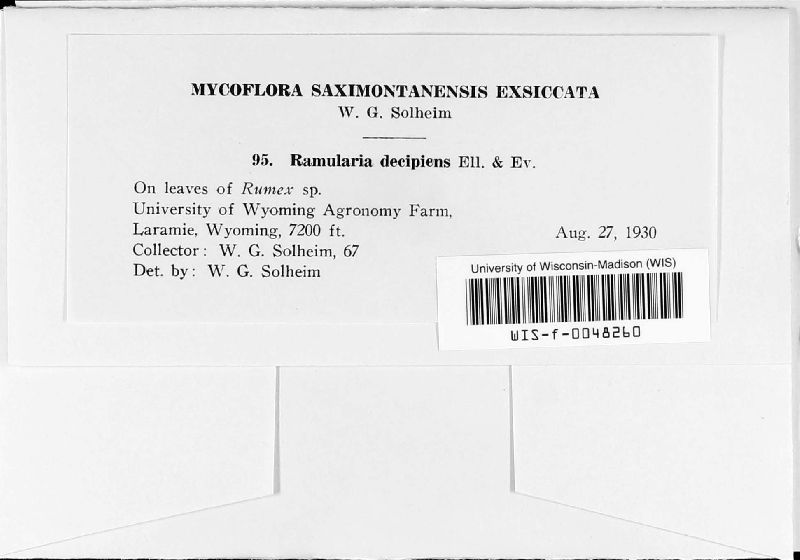 MYCOFLORA SAXIMONTANENSIS EXSICCATA
W. G. Solheim
95. Ramularia decipiens Ell. & Ev.
On leaves of Rumex sp.
University of Wyoming Agronomy Farm,
Laramie, Wyoming, 7200 ft. Aug. 27, 1930
Collector: W. G. Solheim, 67
Det. by: W. G. Solheim
University of Wisconsin-Madison (WIS)
WIS-f-0048260